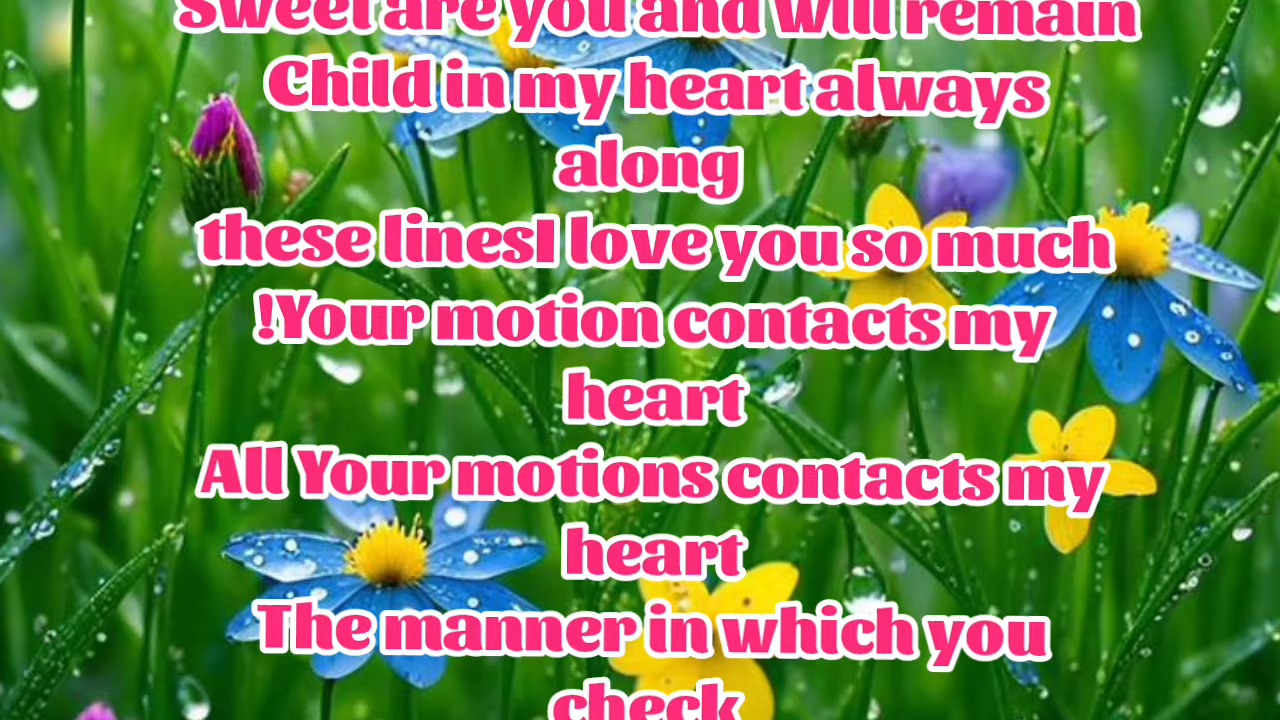 Sweet are you and will remain
Child in my heart always
along
these linesI love you so much
!Your motion contacts my
heart
All Your motions contacts my
heart
The manner in which you
check